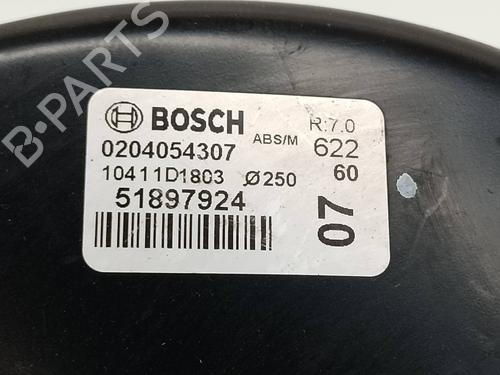 B-PARTS
BOSCH ABS/M R:7.0
0204054307 622
10411D1803 Ø250 60
51897924 07